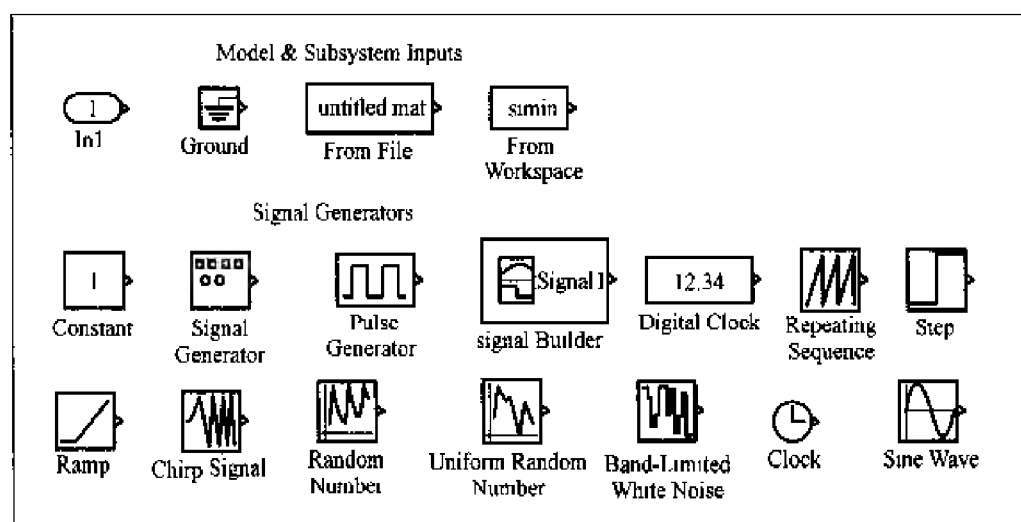 Model & Subsystem Inputs
1
untitled mat
simin
In1
Ground
From File
From
Workspace
Signal Generators
1
Signal 1
12.34
Constant
Signal
Generator
Pulse
Generator
signal Builder
Digital Clock
Repeating
Sequence
Step
Ramp
Chirp Signal
Random
Number
Uniform Random
Number
Band-Limited
White Noise
Clock
Sine Wave